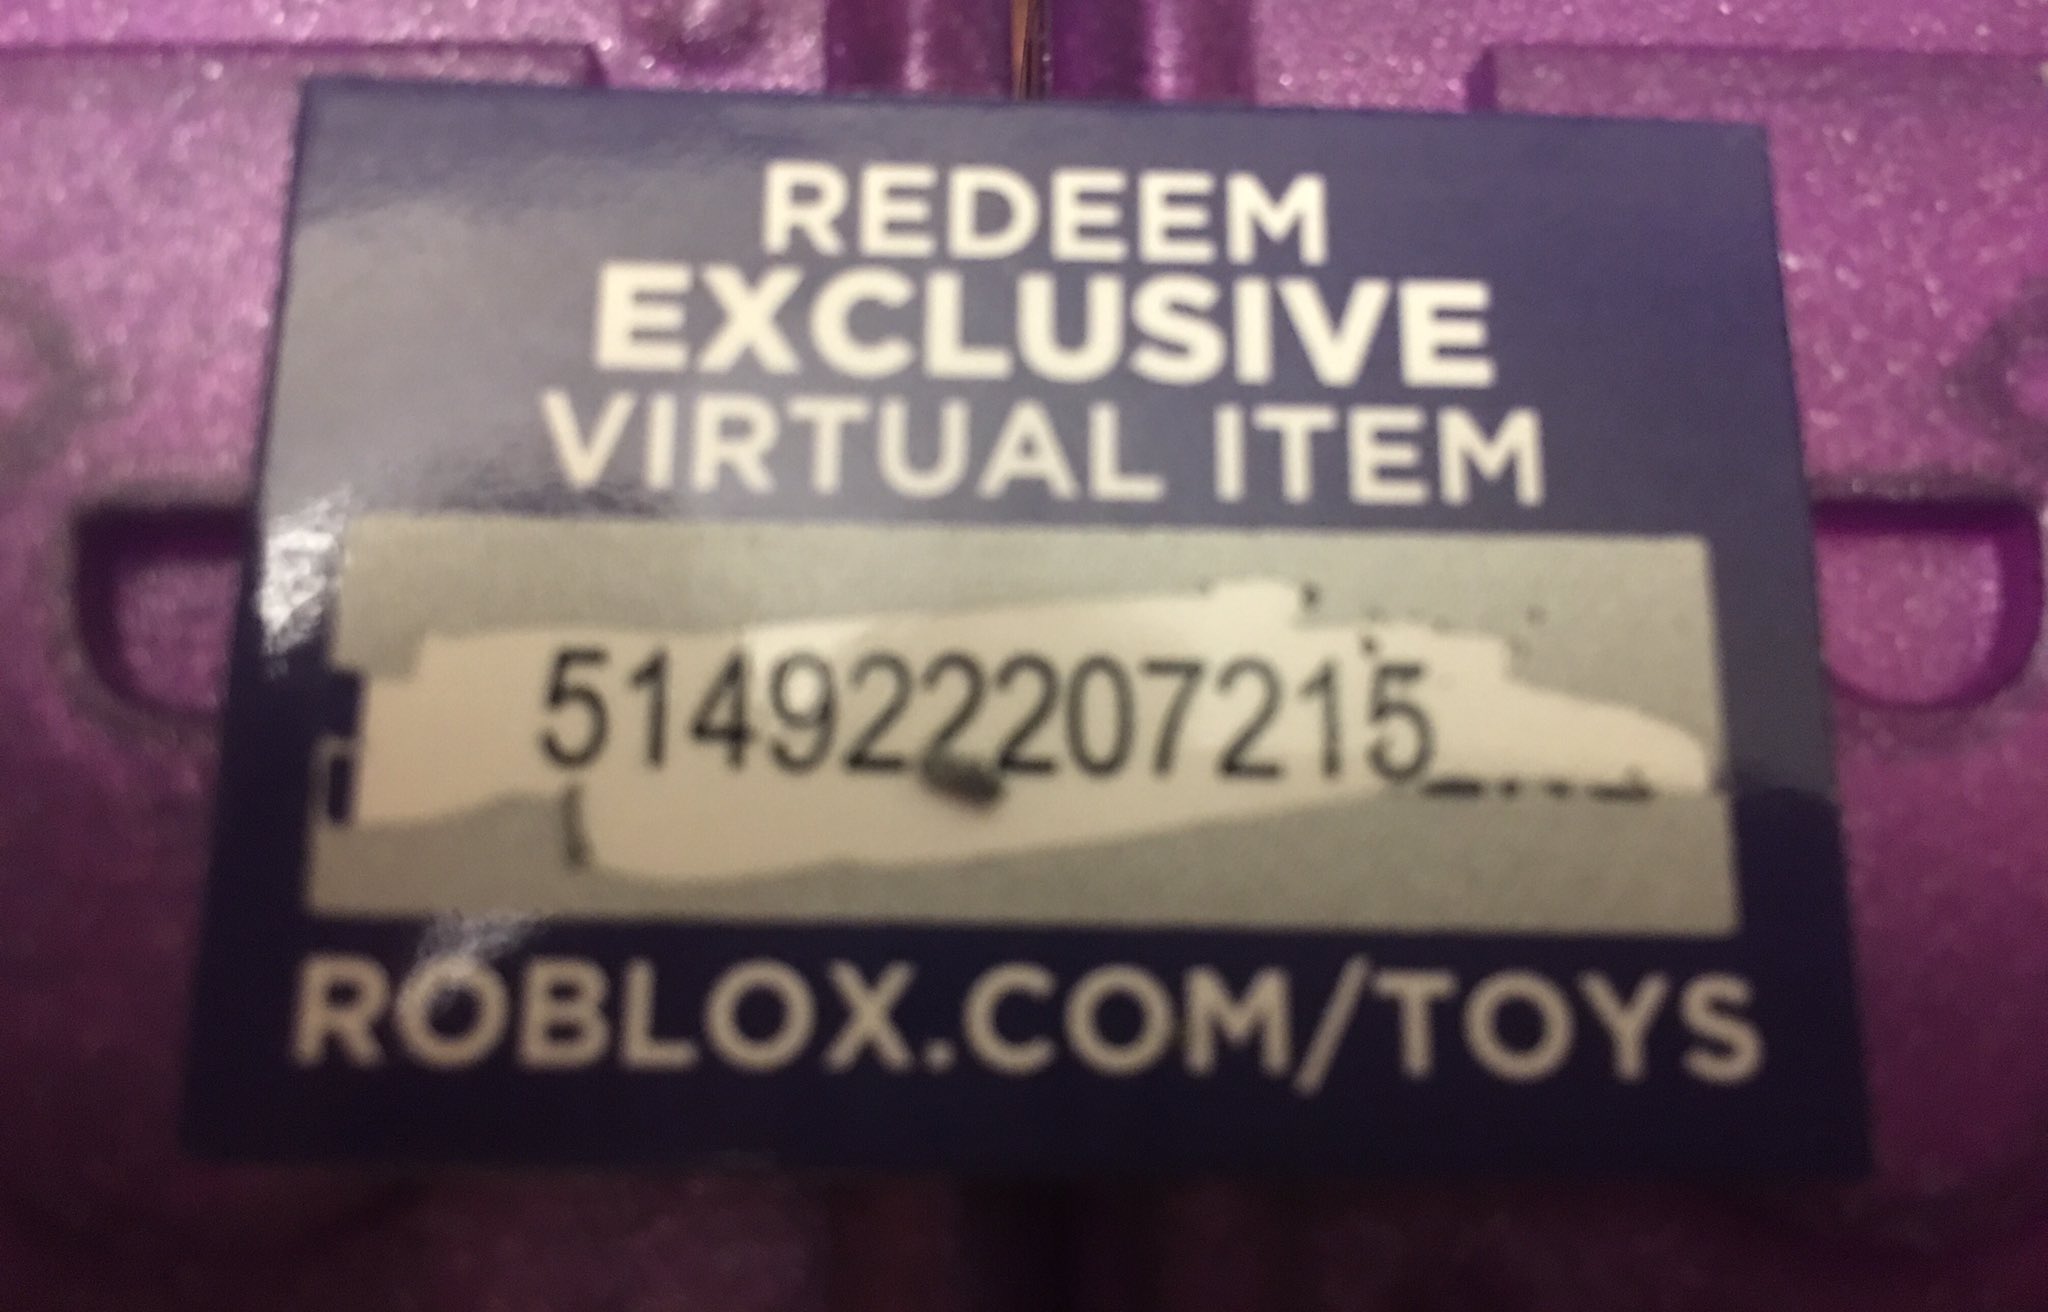 REDEEM
EXCLUSIVE
VIRTUAL ITEM
514922207215
ROBLOX.COM/TOYS